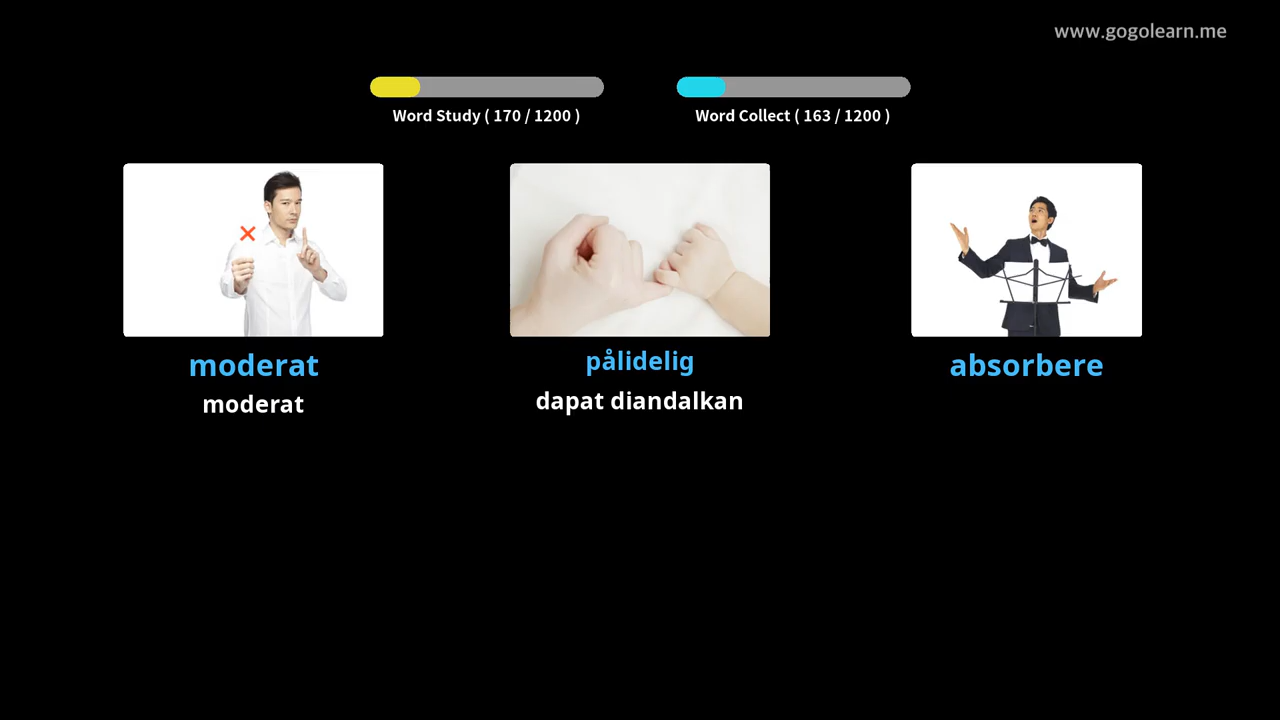 www.gogolearn.me
Word Study ( 170 / 1200 )
Word Collect ( 163 / 1200 )
moderat
moderat
pålidelig
dapat diandalkan
absorbere